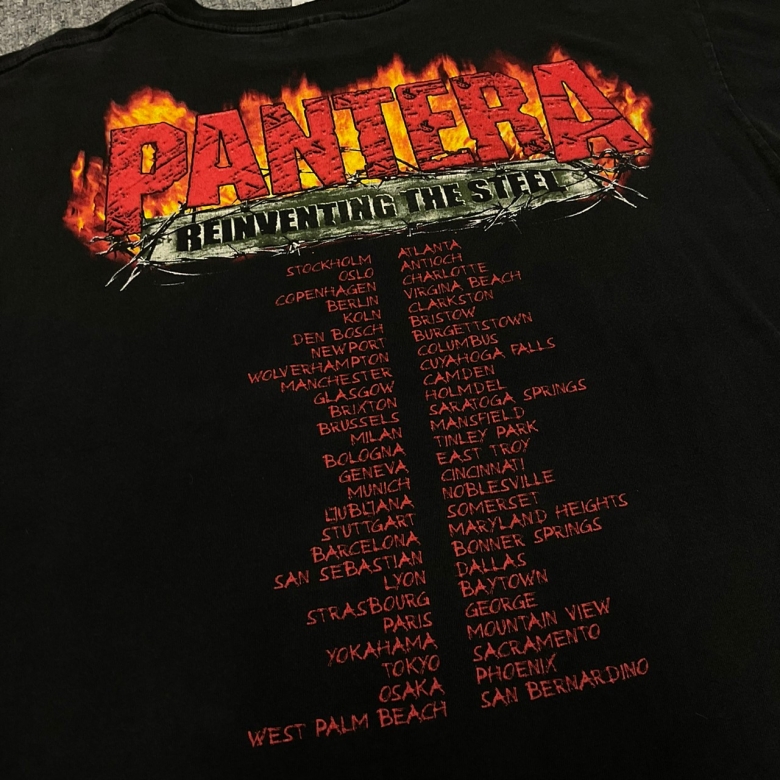 PANTERA
REINVENTING THE STEEL
STOCKHOLM
OSLO
COPENHAGEN
BERLIN
KOLN
DEN BOSCH
NEWPORT
WOLVERHAMPTON
MANCHESTER
GLASGOW
BRIXTON
BRUSSELS
MILAN
BOLOGNA
GENEVA
MUNICH
LJUBLJANA
STUTTGART
BARCELONA
SAN SEBASTIAN
LYON
STRASBOURG
PARIS
YOKAHAMA
TOKYO
OSAKA
WEST PALM BEACH
ATLANTA
ANTIOCH
CHARLOTTE
VIRGINA BEACH
CLARKSTON
BRISTOW
BURGETTSTOWN
COLUMBUS
CUYAHOGA FALLS
CAMDEN
HOLMDEL
SARATOGA SPRINGS
MANSFIELD
TINLEY PARK
EAST TROY
CINCINNATI
NOBLESVILLE
SOMERSET
MARYLAND HEIGHTS
BONNER SPRINGS
DALLAS
BAYTOWN
GEORGE
MOUNTAIN VIEW
SACRAMENTO
PHOENIX
SAN BERNARDINO